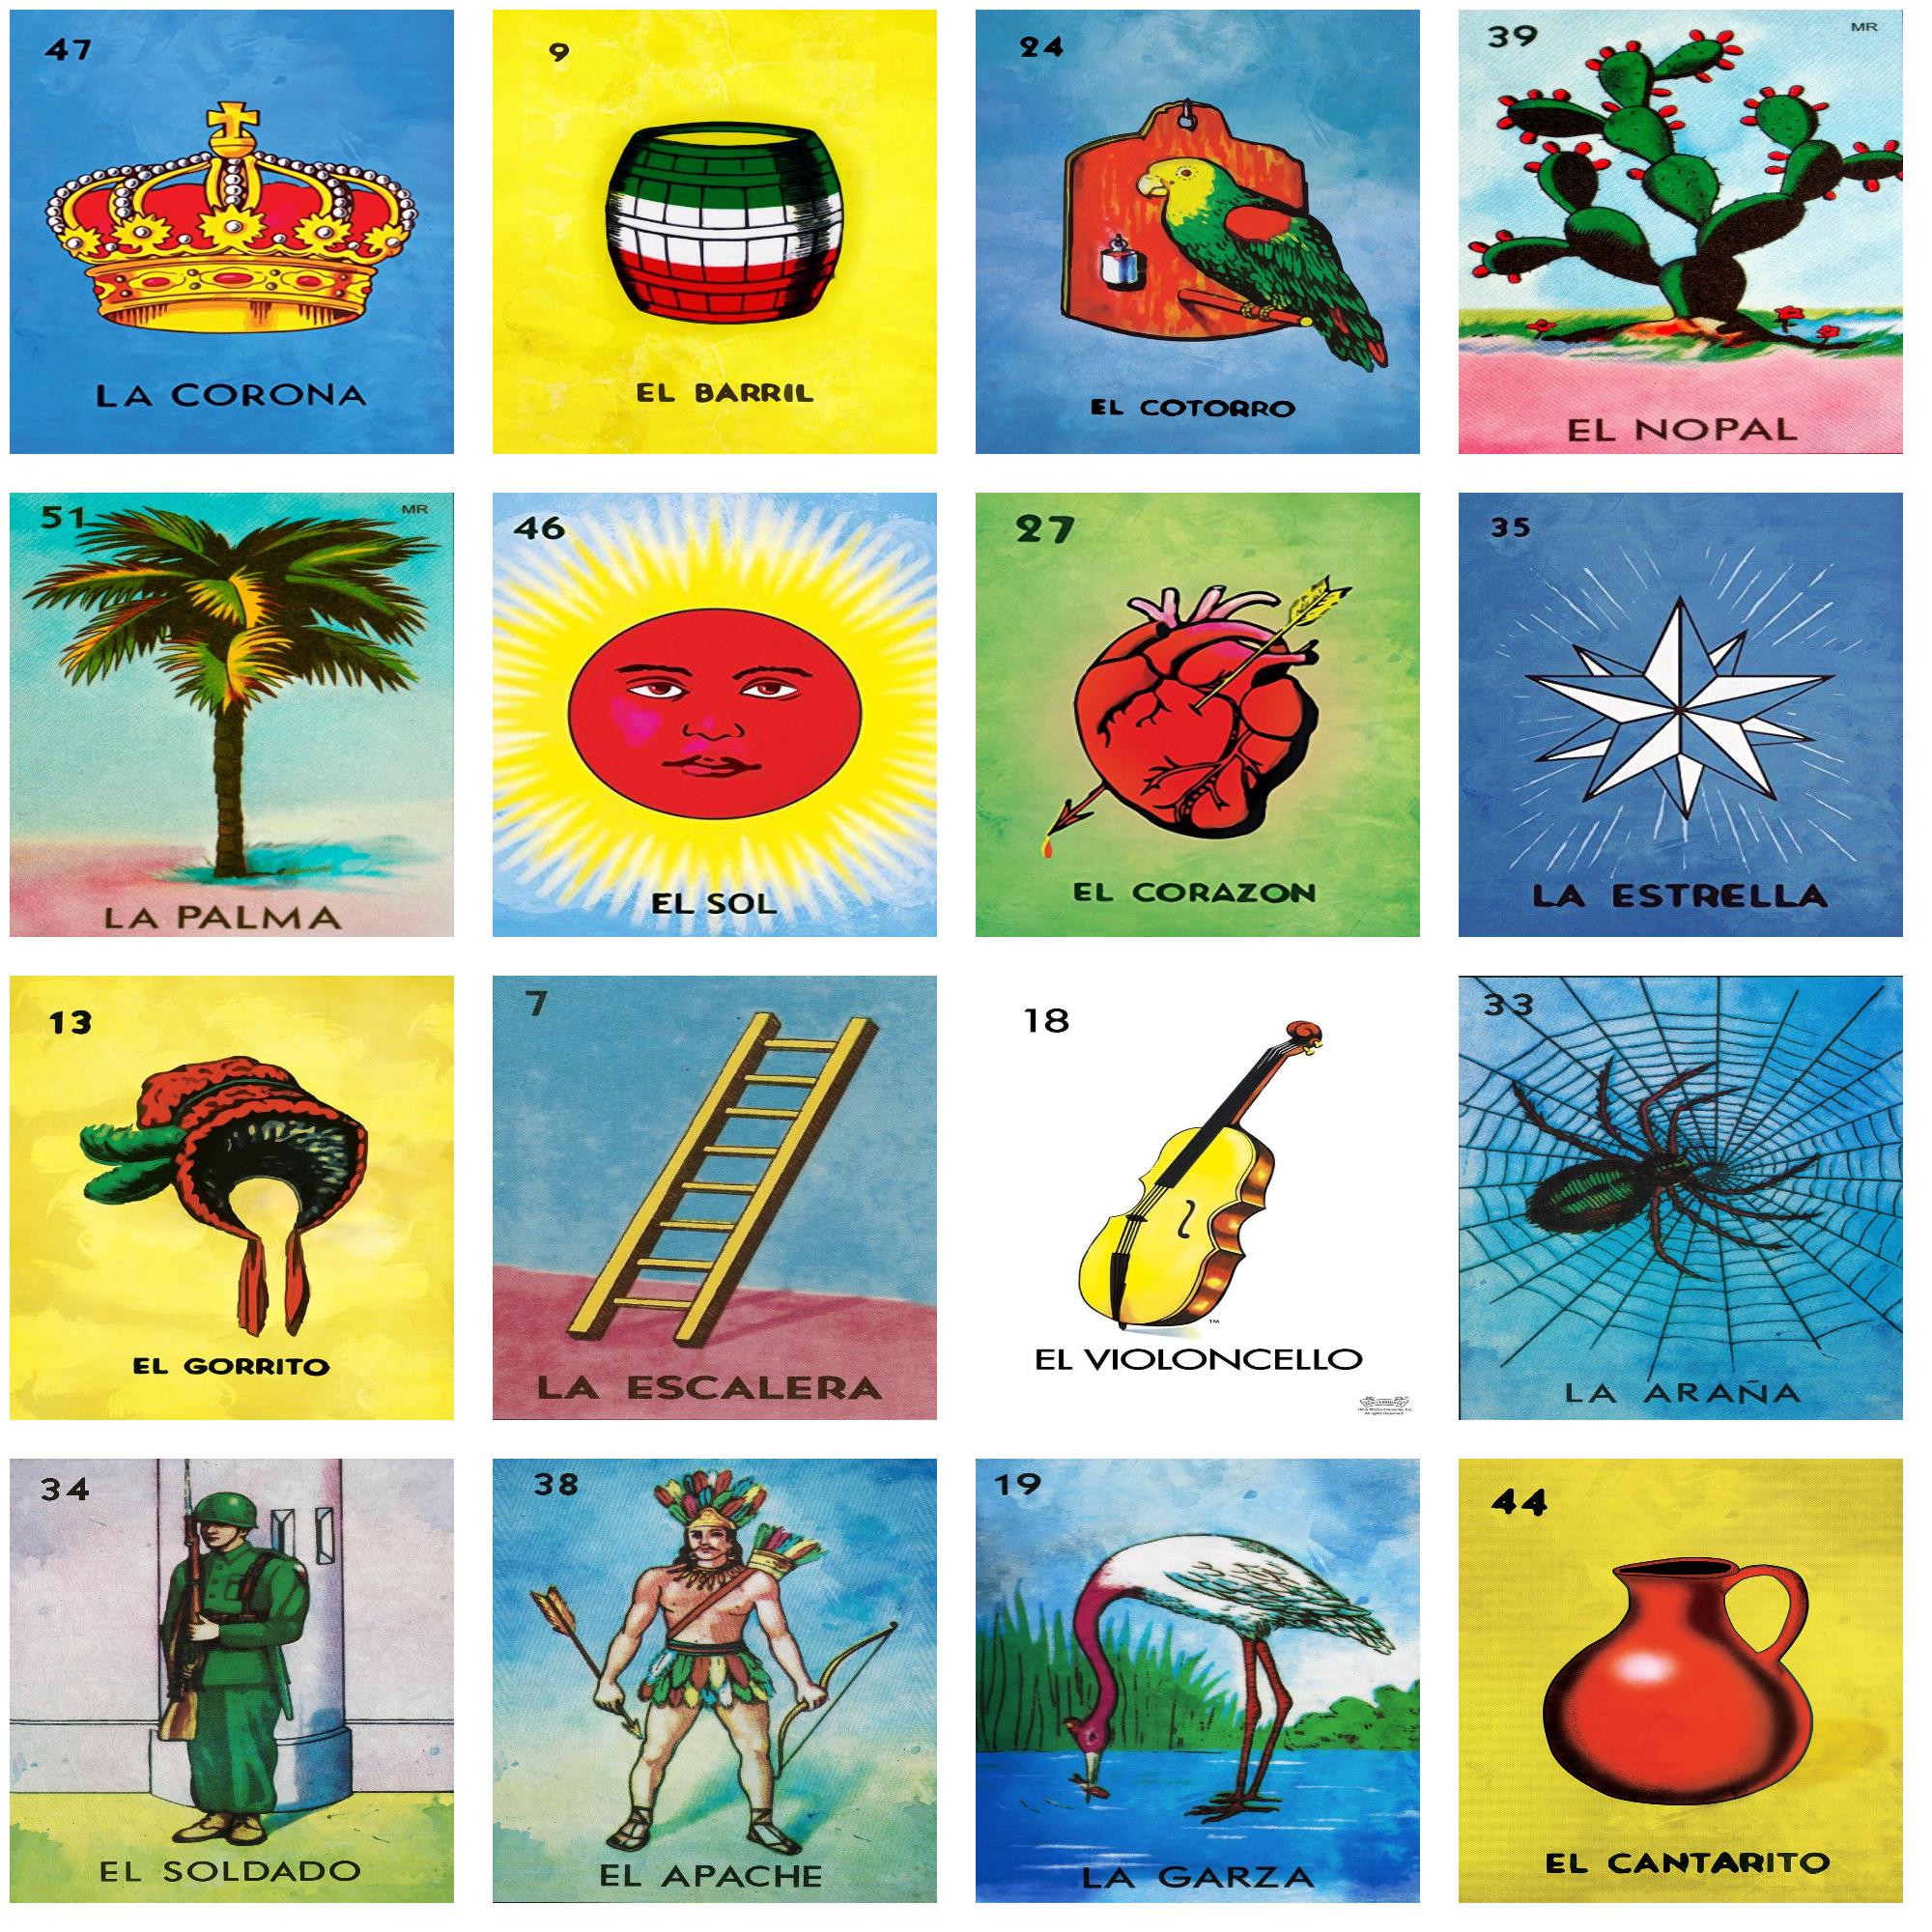 47
LA CORONA
9
EL BARRIL
24
EL COTORRO
39
MR
EL NOPAL
51
MR
LA PALMA
46
EL SOL
27
EL CORAZON
35
LA ESTRELLA
13
EL GORRITO
7
LA ESCALERA
18
™
EL VIOLONCELLO
33
LA ARAÑA
34
EL SOLDADO
38
EL APACHE
19
LA GARZA
44
EL CANTARITO